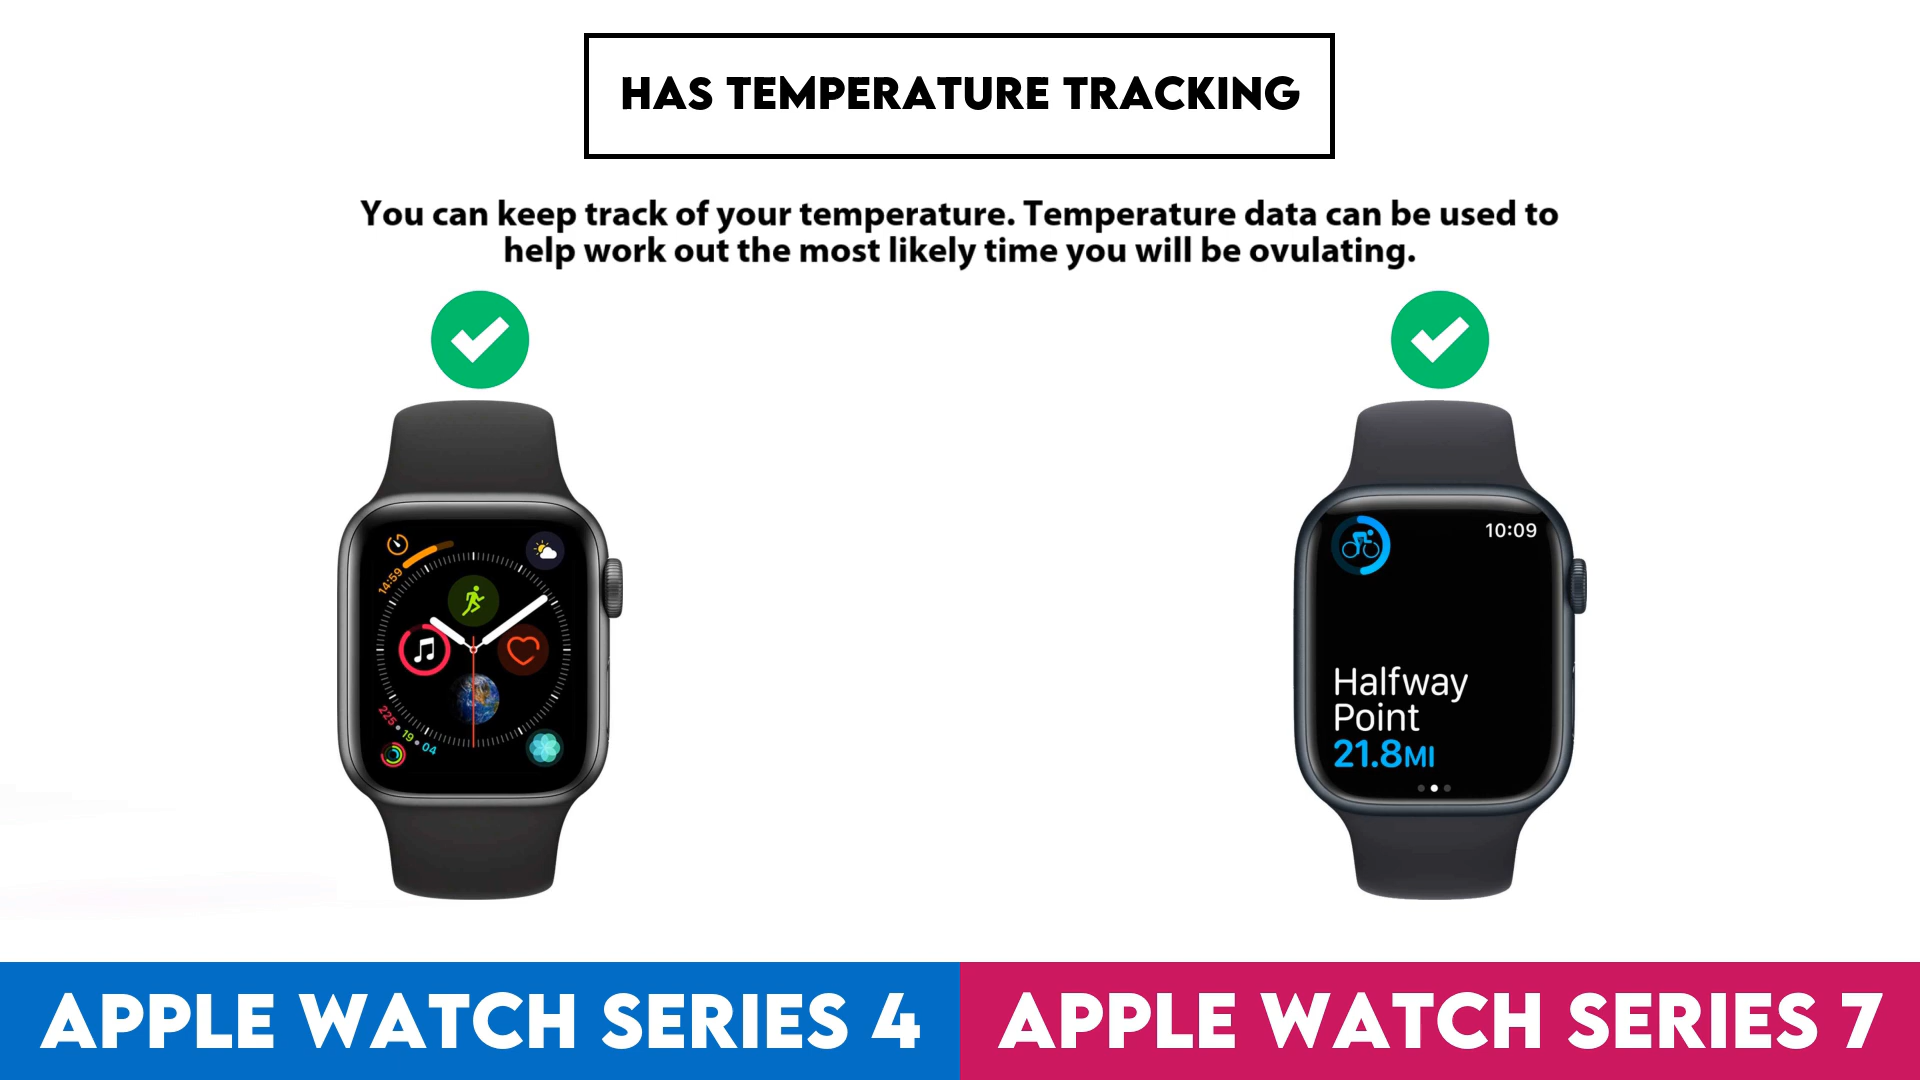 HAS TEMPERATURE TRACKING
You can keep track of your temperature. Temperature data can be used to
help work out the most likely time you will be ovulating.
14:59
225 • 19 • 04
10:09
Halfway
Point
21.8MI
APPLE WATCH SERIES 4
APPLE WATCH SERIES 7